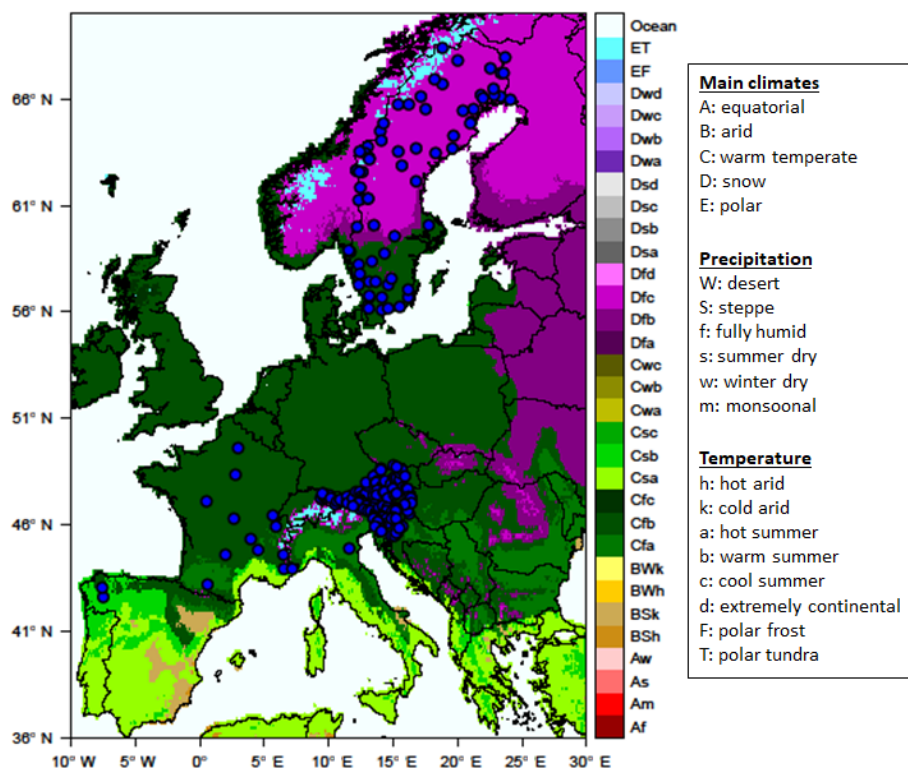 66° N
61° N
56° N
51° N
46° N
41° N
36° N
10° W
5° W
0°
5° E
10° E
15° E
20° E
25° E
30° E
Ocean
ET
EF
Dwd
Dwc
Dwb
Dwa
Dsd
Dsc
Dsb
Dsa
Dfd
Dfc
Dfb
Dfa
Cwc
Cwb
Cwa
Csc
Csb
Csa
Cfc
Cfb
Cfa
BWk
BWh
BSk
BSh
Aw
As
Am
Af
Main climates
A: equatorial
B: arid
C: warm temperate
D: snow
E: polar
Precipitation
W: desert
S: steppe
f: fully humid
s: summer dry
w: winter dry
m: monsoonal
Temperature
h: hot arid
k: cold arid
a: hot summer
b: warm summer
c: cool summer
d: extremely continental
F: polar frost
T: polar tundra